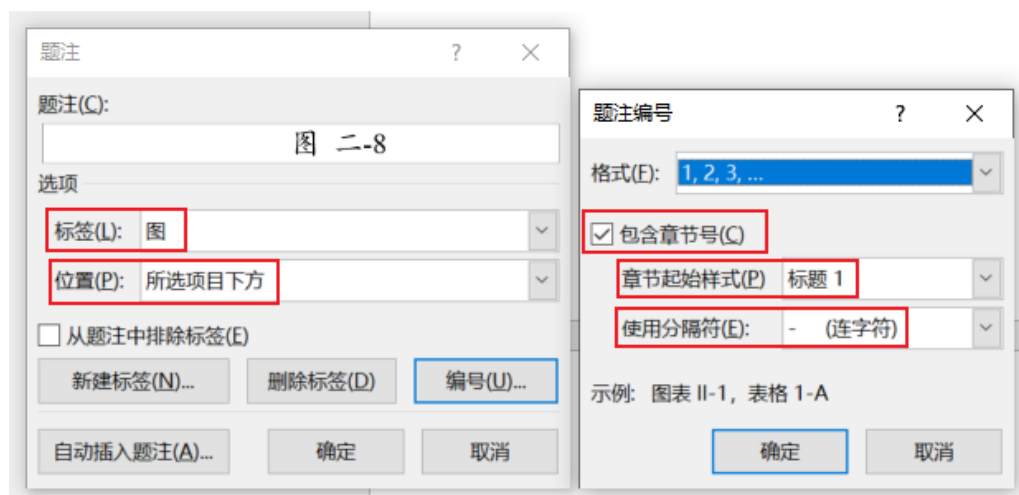 题注 ?
题注(C):
图 二-8
选项
标签(L): 图
位置(P): 所选项目下方
从题注中排除标签(E)
新建标签(N)... 删除标签(D) 编号(U)...
自动插入题注(A)... 确定 取消
题注编号 ?
格式(F): 1, 2, 3, ...
包含章节号(C)
章节起始样式(P) 标题 1
使用分隔符(E): - (连字符)
示例: 图表 II-1，表格 1-A
确定 取消